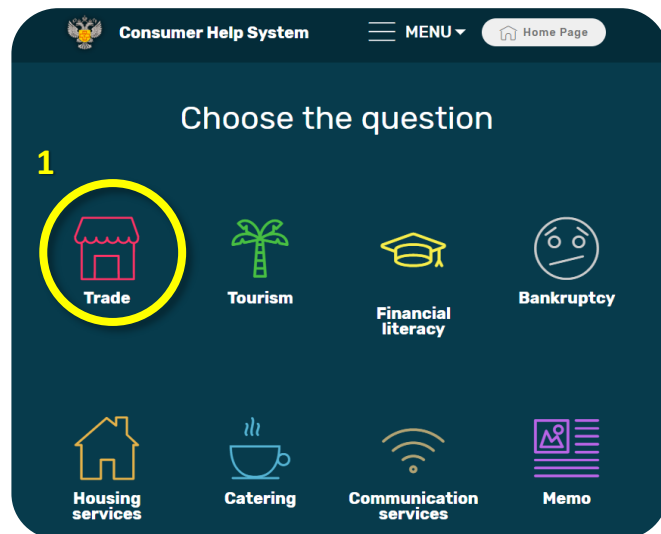 Consumer Help System
MENU
Home Page
Choose the question
1
Trade
Tourism
Financial
literacy
Bankruptcy
Housing
services
Catering
Communication
services
Memo